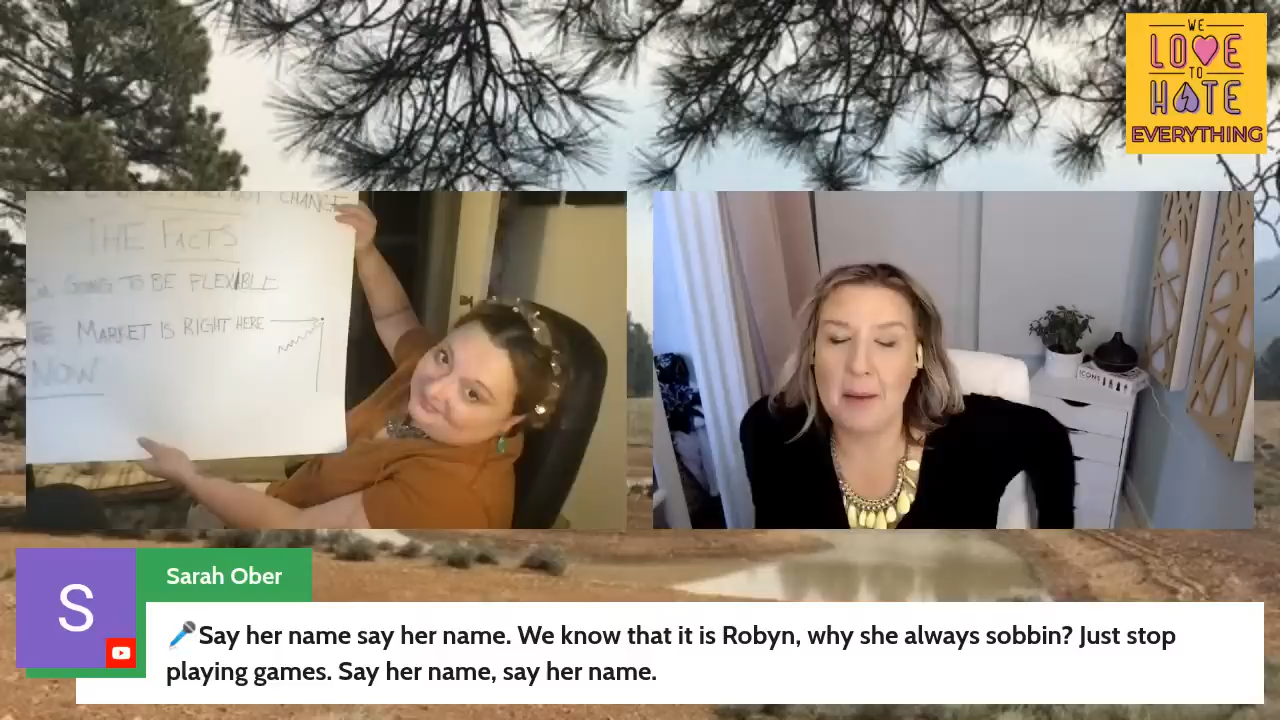 WE
LOVE
TO
HATE
EVERYTHING
CHANGE
THE FACTS
GOING TO BE FLEXIBLE
MARKET IS RIGHT HERE
NOW
ICONS
Sarah Ober
S
🎤Say her name say her name. We know that it is Robyn, why she always sobbin? Just stop
playing games. Say her name, say her name.